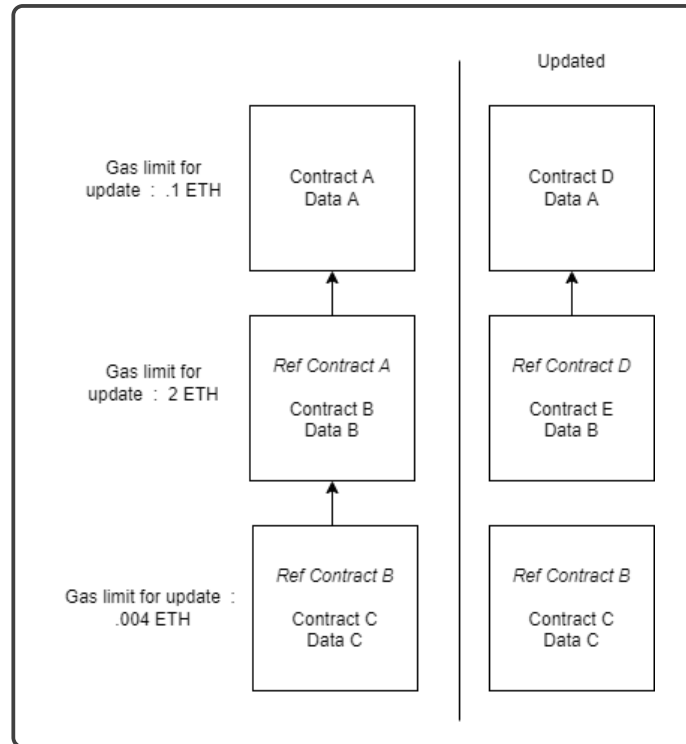 Updated
Gas limit for
update : .1 ETH
Contract A
Data A
Contract D
Data A
Gas limit for
update : 2 ETH
Ref Contract A
Contract B
Data B
Ref Contract D
Contract E
Data B
Gas limit for update :
.004 ETH
Ref Contract B
Contract C
Data C
Ref Contract B
Contract C
Data C